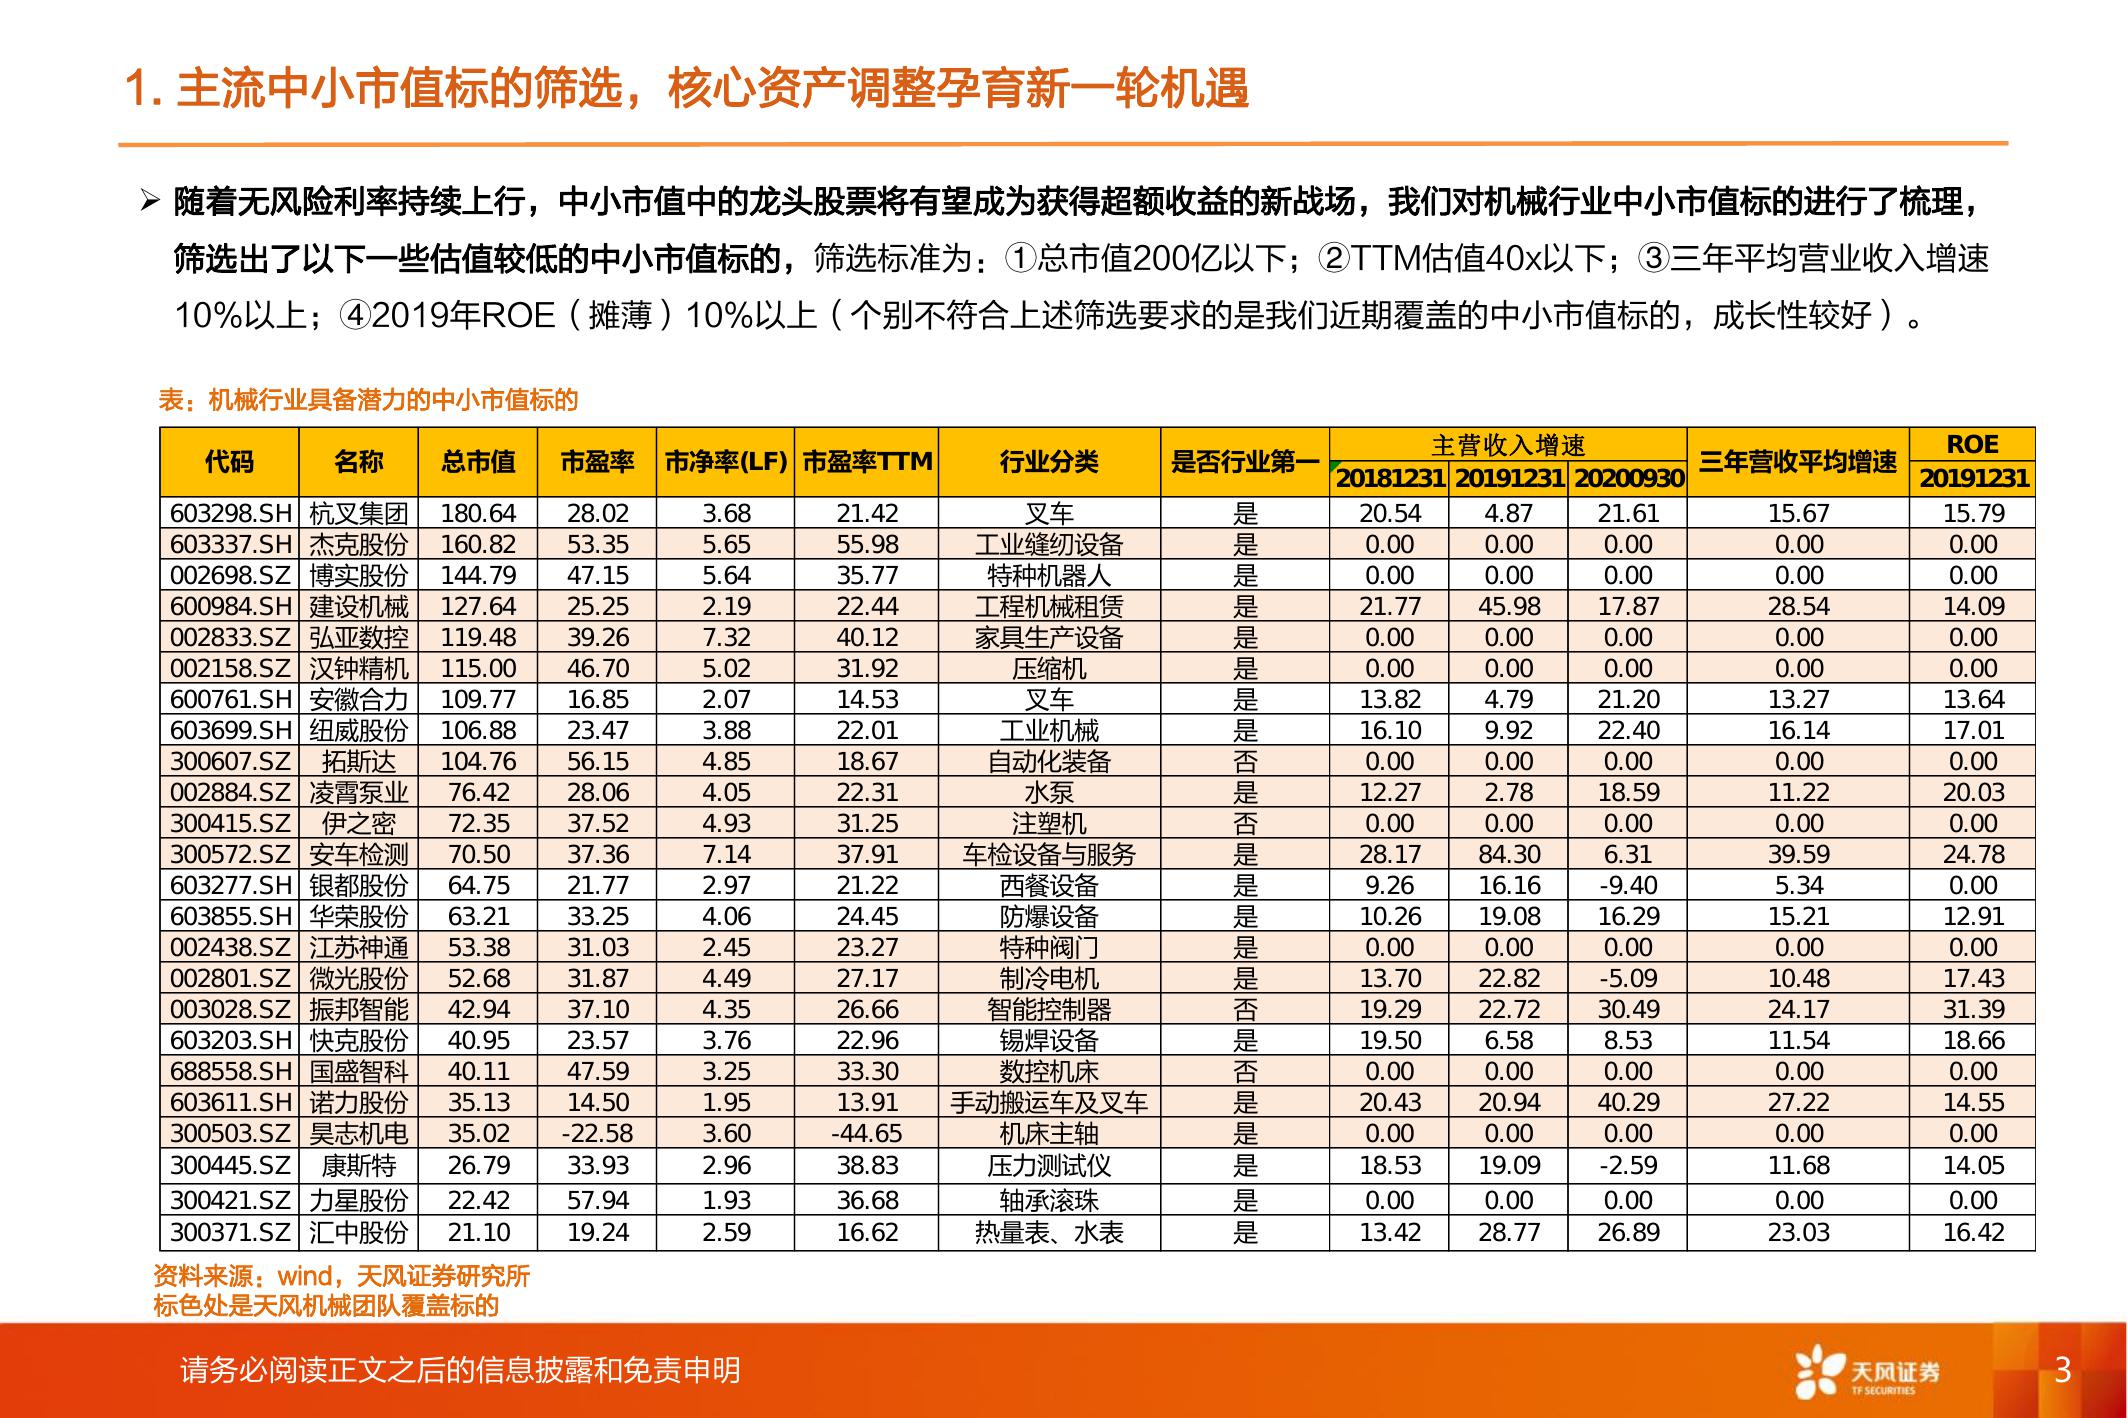 1. 主流中小市值标的筛选，核心资产调整孕育新一轮机遇
➢ 随着无风险利率持续上行，中小市值中的龙头股票将有望成为获得超额收益的新战场，我们对机械行业中小市值标的进行了梳理，
筛选出了以下一些估值较低的中小市值标的，筛选标准为：①总市值200亿以下；②TTM估值40x以下；③三年平均营业收入增速
10%以上；④2019年ROE（摊薄）10%以上（个别不符合上述筛选要求的是我们近期覆盖的中小市值标的，成长性较好）。
表：机械行业具备潜力的中小市值标的
代码 名称 总市值 市盈率 市净率(LF) 市盈率TTM 行业分类 是否行业第一 主营收入增速 三年营收平均增速 ROE
20181231 20191231 20200930 20191231
603298.SH 杭叉集团 180.64 28.02 3.68 21.42 叉车 是 20.54 4.87 21.61 15.67 15.79
603337.SH 杰克股份 160.82 53.35 5.65 55.98 工业缝纫设备 是 0.00 0.00 0.00 0.00 0.00
002698.SZ 博实股份 144.79 47.15 5.64 35.77 特种机器人 是 0.00 0.00 0.00 0.00 0.00
600984.SH 建设机械 127.64 25.25 2.19 22.44 工程机械租赁 是 21.77 45.98 17.87 28.54 14.09
002833.SZ 弘亚数控 119.48 39.26 7.32 40.12 家具生产设备 是 0.00 0.00 0.00 0.00 0.00
002158.SZ 汉钟精机 115.00 46.70 5.02 31.92 压缩机 是 0.00 0.00 0.00 0.00 0.00
600761.SH 安徽合力 109.77 16.85 2.07 14.53 叉车 是 13.82 4.79 21.20 13.27 13.64
603699.SH 纽威股份 106.88 23.47 3.88 22.01 工业机械 是 16.10 9.92 22.40 16.14 17.01
300607.SZ 拓斯达 104.76 56.15 4.85 18.67 自动化装备 否 0.00 0.00 0.00 0.00 0.00
002884.SZ 凌霄泵业 76.42 28.06 4.05 22.31 水泵 是 12.27 2.78 18.59 11.22 20.03
300415.SZ 伊之密 72.35 37.52 4.93 31.25 注塑机 否 0.00 0.00 0.00 0.00 0.00
300572.SZ 安车检测 70.50 37.36 7.14 37.91 车检设备与服务 是 28.17 84.30 6.31 39.59 24.78
603277.SH 银都股份 64.75 21.77 2.97 21.22 西餐设备 是 9.26 16.16 -9.40 5.34 0.00
603855.SH 华荣股份 63.21 33.25 4.06 24.45 防爆设备 是 10.26 19.08 16.29 15.21 12.91
002438.SZ 江苏神通 53.38 31.03 2.45 23.27 特种阀门 是 0.00 0.00 0.00 0.00 0.00
002801.SZ 微光股份 52.68 31.87 4.49 27.17 制冷电机 是 13.70 22.82 -5.09 10.48 17.43
003028.SZ 振邦智能 42.94 37.10 4.35 26.66 智能控制器 否 19.29 22.72 30.49 24.17 31.39
603203.SH 快克股份 40.95 23.57 3.76 22.96 锡焊设备 是 19.50 6.58 8.53 11.54 18.66
688558.SH 国盛智科 40.11 47.59 3.25 33.30 数控机床 否 0.00 0.00 0.00 0.00 0.00
603611.SH 诺力股份 35.13 14.50 1.95 13.91 手动搬运车及叉车 是 20.43 20.94 40.29 27.22 14.55
300503.SZ 昊志机电 35.02 -22.58 3.60 -44.65 机床主轴 是 0.00 0.00 0.00 0.00 0.00
300445.SZ 康斯特 26.79 33.93 2.96 38.83 压力测试仪 是 18.53 19.09 -2.59 11.68 14.05
300421.SZ 力星股份 22.42 57.94 1.93 36.68 轴承滚珠 是 0.00 0.00 0.00 0.00 0.00
300371.SZ 汇中股份 21.10 19.24 2.59 16.62 热量表、水表 是 13.42 28.77 26.89 23.03 16.42
资料来源：wind，天风证券研究所
标色处是天风机械团队覆盖标的
请务必阅读正文之后的信息披露和免责申明
天风证券
TF SECURITIES
3